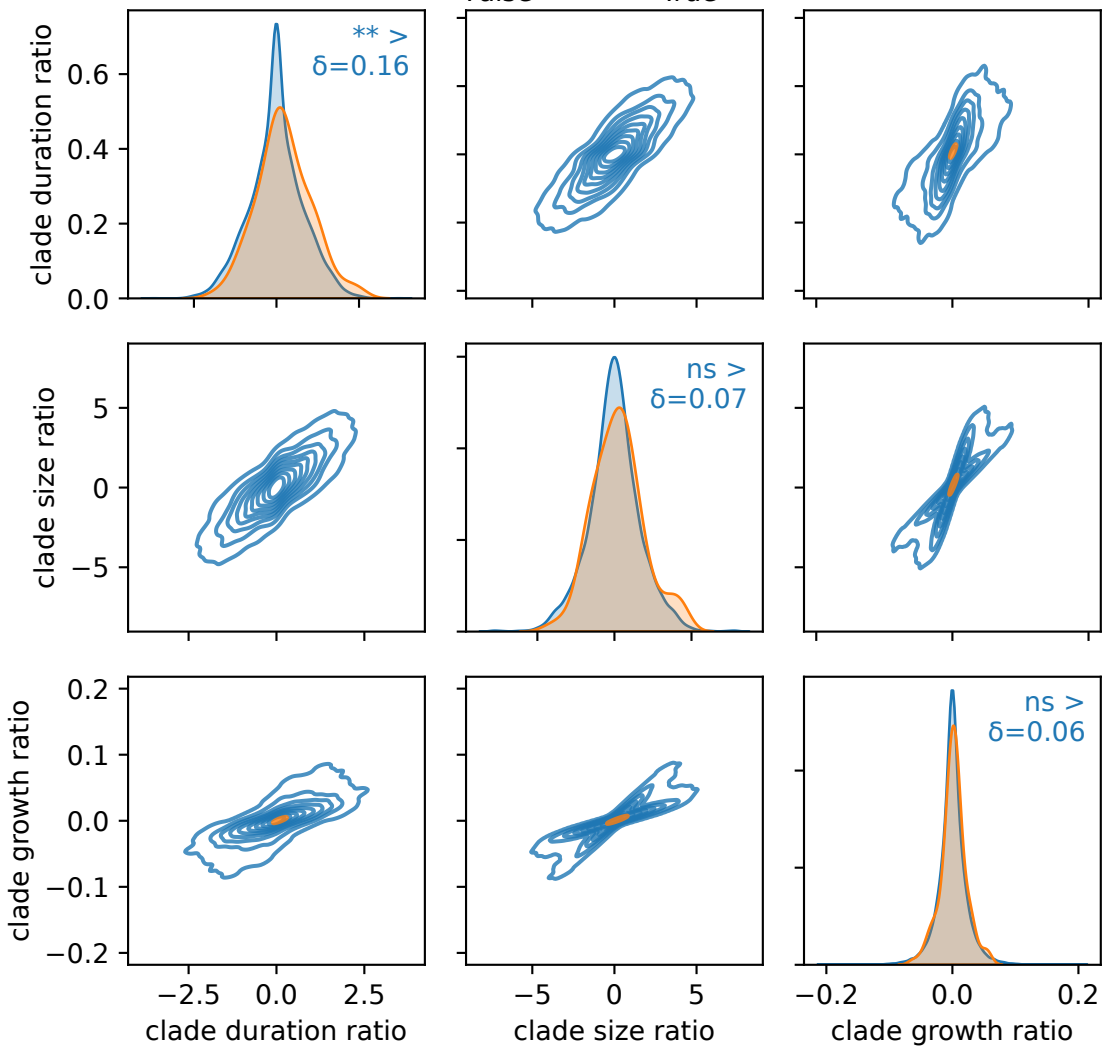 False True
clade duration ratio
0.6
0.4
0.2
0.0
** >
δ=0.16
clade size ratio
5
0
−5
ns >
δ=0.07
clade growth ratio
0.2
0.1
0.0
−0.1
−0.2
ns >
δ=0.06
−2.5 0.0 2.5
−5 0 5
−0.2 0.0 0.2
clade duration ratio
clade size ratio
clade growth ratio